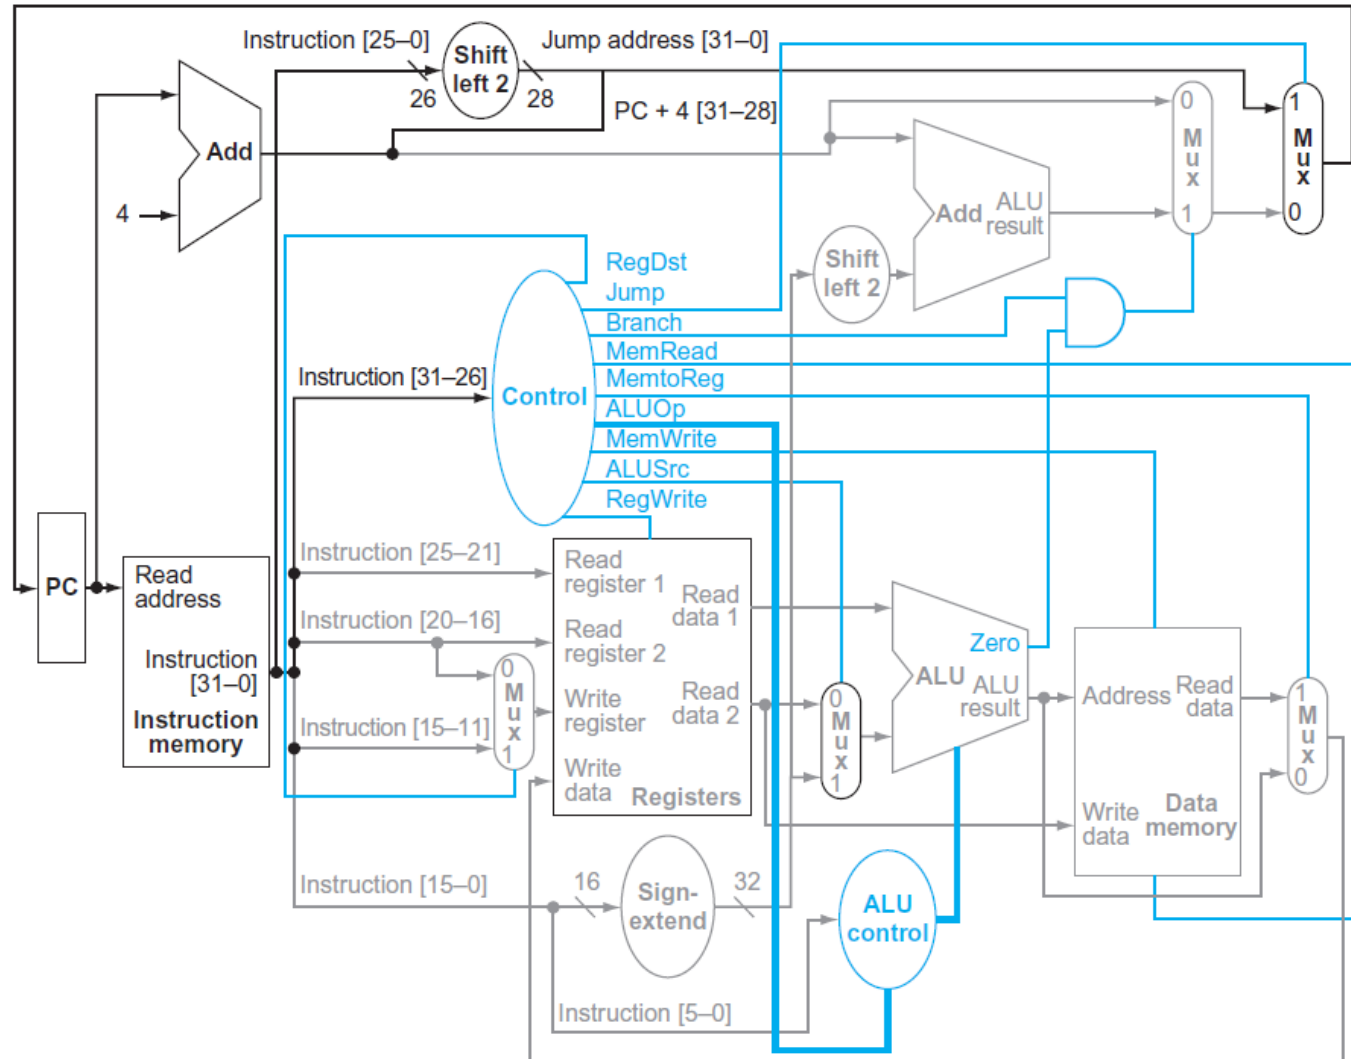 Instruction [25–0]
Shift
left 2
Jump address [31–0]
26
28
PC + 4 [31–28]
Add
4
0
M
u
x
1
1
M
u
x
0
Add
ALU
result
Shift
left 2
RegDst
Jump
Branch
MemRead
MemtoReg
ALUOp
MemWrite
ALUSrc
RegWrite
Instruction [31–26]
Control
PC
Read
address
Instruction
[31–0]
Instruction
memory
Instruction [25–21]
Instruction [20–16]
Instruction [15–11]
0
M
u
x
1
Read
register 1
Read
register 2
Write
register
Write
data
Read
data 1
Read
data 2
Registers
0
M
u
x
1
Zero
ALU
ALU
result
Address
Read
data
Write
data
Data
memory
1
M
u
x
0
Instruction [15–0]
16
Sign-
extend
32
ALU
control
Instruction [5–0]